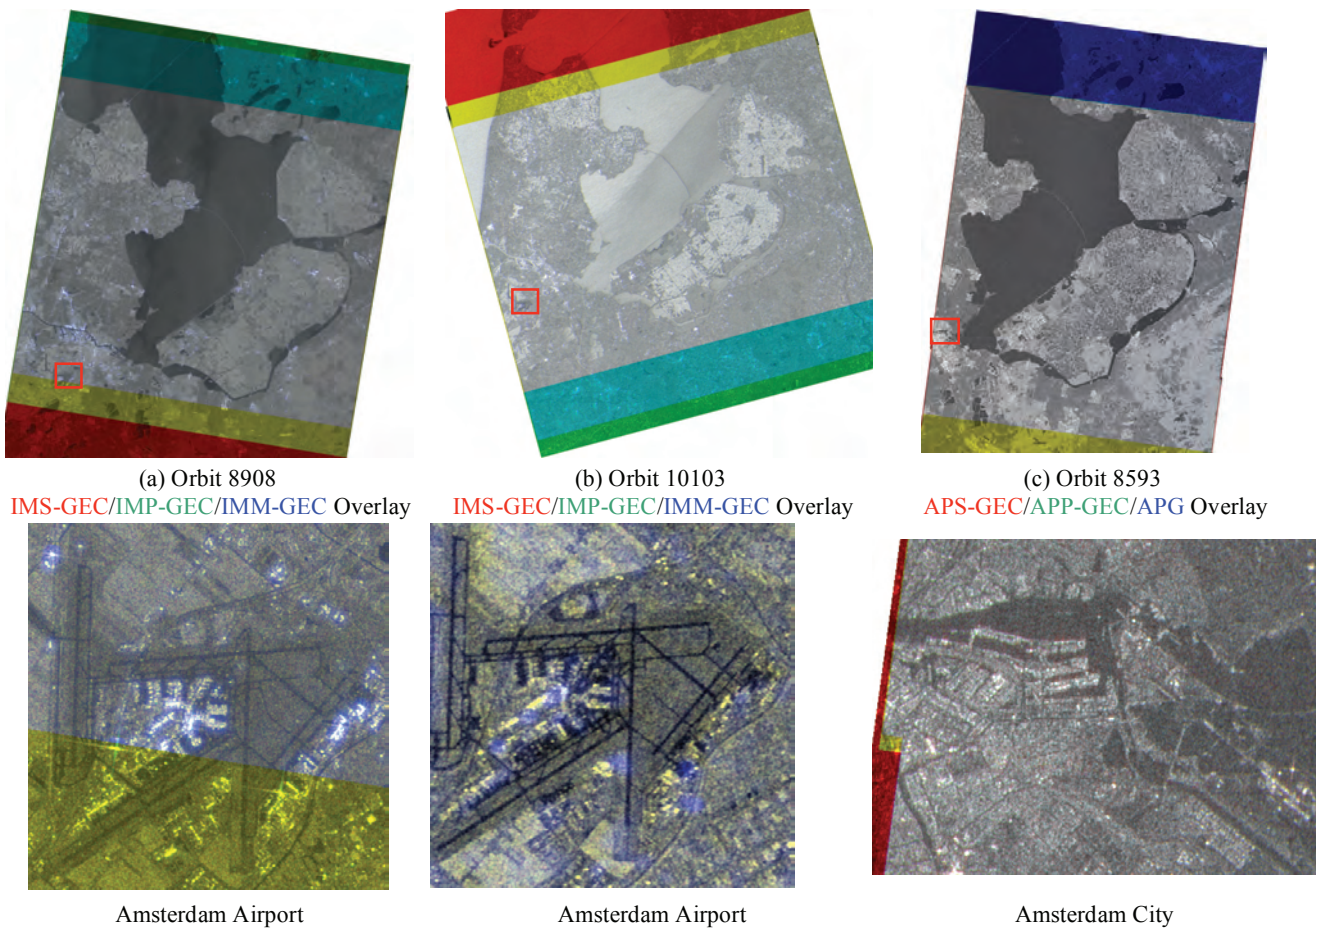 (a) Orbit 8908
IMS-GEC/IMP-GEC/IMM-GEC Overlay
(b) Orbit 10103
IMS-GEC/IMP-GEC/IMM-GEC Overlay
(c) Orbit 8593
APS-GEC/APP-GEC/APG Overlay
Amsterdam Airport
Amsterdam Airport
Amsterdam City